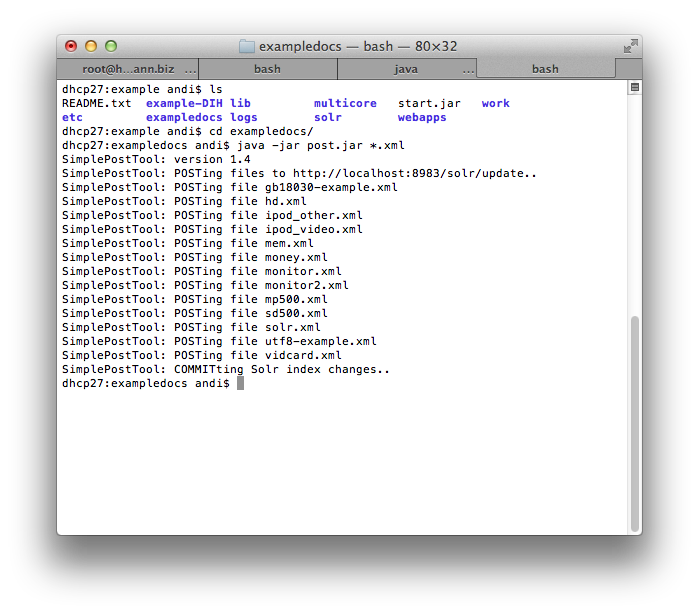 exampledocs — bash — 80×32
root@h...ann.biz ... bash java ... bash
dhcp27:example andi$ ls
README.txt example-DIH lib multicore start.jar work
etc exampledocs logs solr webapps
dhcp27:example andi$ cd exampledocs/
dhcp27:exampledocs andi$ java -jar post.jar *.xml
SimplePostTool: version 1.4
SimplePostTool: POSTing files to http://localhost:8983/solr/update..
SimplePostTool: POSTing file gb18030-example.xml
SimplePostTool: POSTing file hd.xml
SimplePostTool: POSTing file ipod_other.xml
SimplePostTool: POSTing file ipod_video.xml
SimplePostTool: POSTing file mem.xml
SimplePostTool: POSTing file money.xml
SimplePostTool: POSTing file monitor.xml
SimplePostTool: POSTing file monitor2.xml
SimplePostTool: POSTing file mp500.xml
SimplePostTool: POSTing file sd500.xml
SimplePostTool: POSTing file solr.xml
SimplePostTool: POSTing file utf8-example.xml
SimplePostTool: POSTing file vidcard.xml
SimplePostTool: COMMITting Solr index changes..
dhcp27:exampledocs andi$